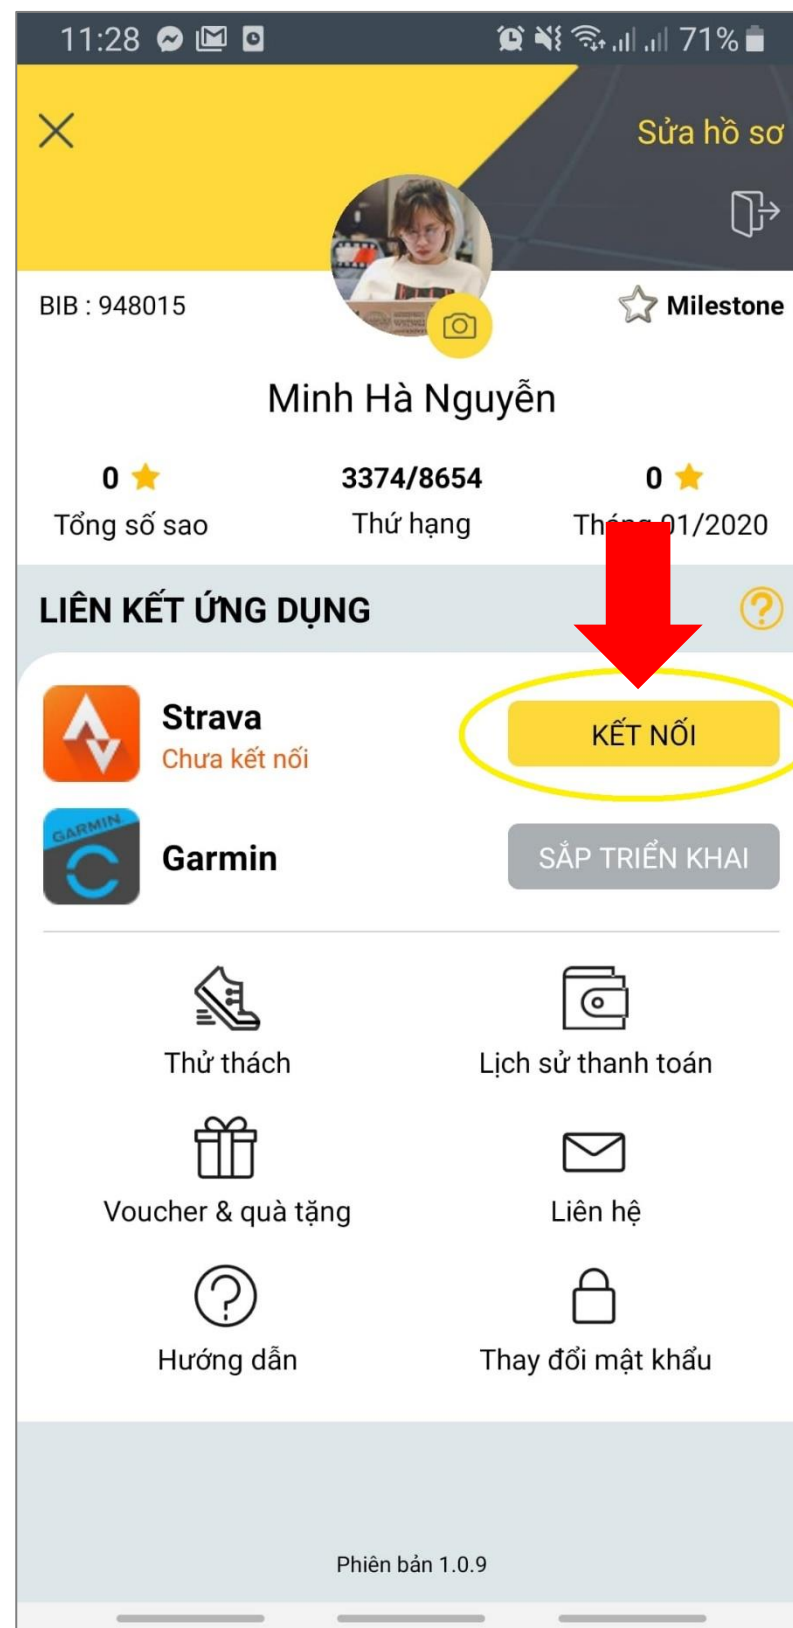 11:28
71%
Sửa hồ sơ
BIB : 948015
Milestone
Minh Hà Nguyễn
0
3374/8654
0
Tổng số sao
Thứ hạng
Tháng 01/2020
LIÊN KẾT ỨNG DỤNG
Strava
KẾT NỐI
Chưa kết nối
GARMIN
Garmin
SẮP TRIỂN KHAI
Thử thách
Lịch sử thanh toán
Voucher & quà tặng
Liên hệ
Hướng dẫn
Thay đổi mật khẩu
Phiên bản 1.0.9